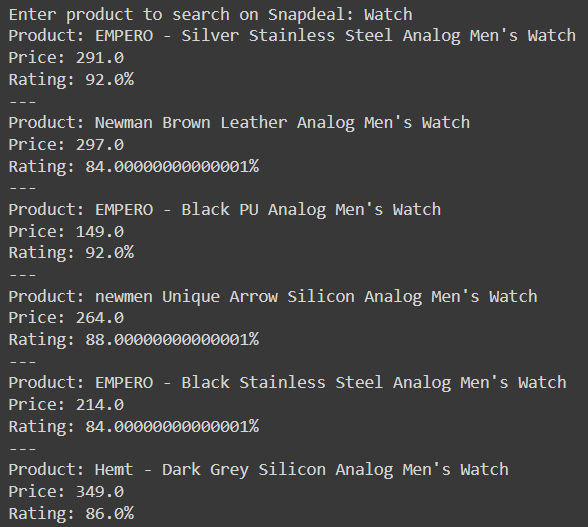 Enter product to search on Snapdeal: Watch
Product: EMPERO - Silver Stainless Steel Analog Men's Watch
Price: 291.0
Rating: 92.0%
---
Product: Newman Brown Leather Analog Men's Watch
Price: 297.0
Rating: 84.00000000000001%
---
Product: EMPERO - Black PU Analog Men's Watch
Price: 149.0
Rating: 92.0%
---
Product: newmen Unique Arrow Silicon Analog Men's Watch
Price: 264.0
Rating: 88.00000000000001%
---
Product: EMPERO - Black Stainless Steel Analog Men's Watch
Price: 214.0
Rating: 84.00000000000001%
---
Product: Hemt - Dark Grey Silicon Analog Men's Watch
Price: 349.0
Rating: 86.0%